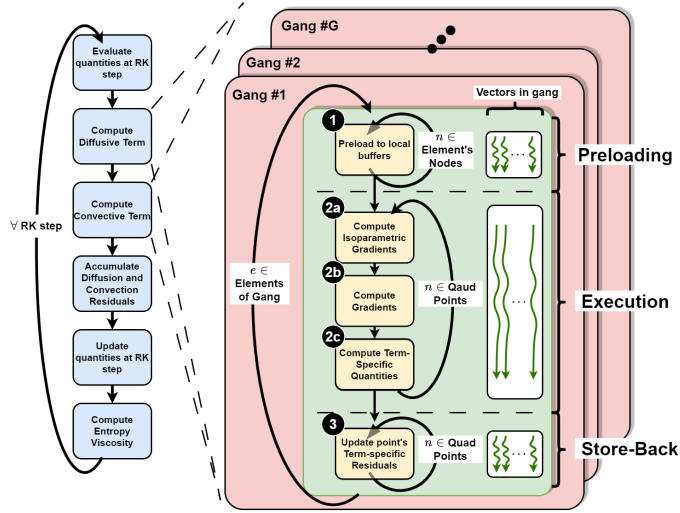 Evaluate
quantities at RK
step
Compute
Diffusive Term
Compute
Convective Term
Accumulate
Diffusion and
Convection
Residuals
Update
quantities at RK
step
Compute
Entropy
Viscosity
∀ RK step
Gang #G
Gang #2
Gang #1
Vectors in gang
1
Preload to local
buffers
n ∈
Element's
Nodes
Preloading
2a
Compute
Isoparametric
Gradients
2b
Compute
Gradients
2c
Compute Term-
Specific
Quantities
n ∈ Qaud
Points
e ∈
Elements
of Gang
Execution
3
Update point's
Term-specific
Residuals
n ∈ Quad
Points
Store-Back